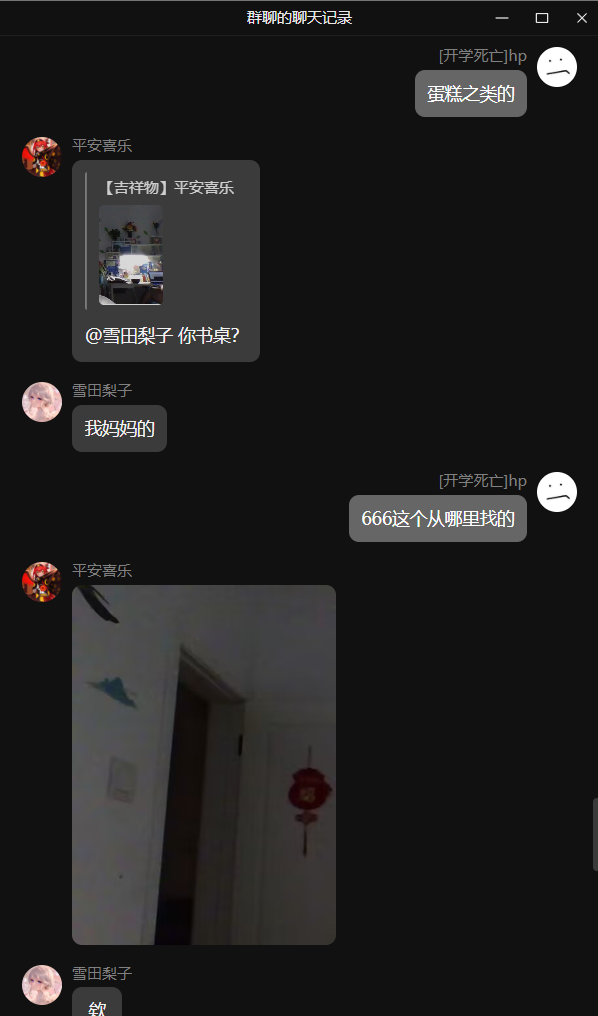 群聊的聊天记录
[开学死亡]hp
蛋糕之类的
平安喜乐
【吉祥物】平安喜乐
@雪田梨子 你书桌?
雪田梨子
我妈妈的
[开学死亡]hp
666这个从哪里找的
平安喜乐
雪田梨子
欸